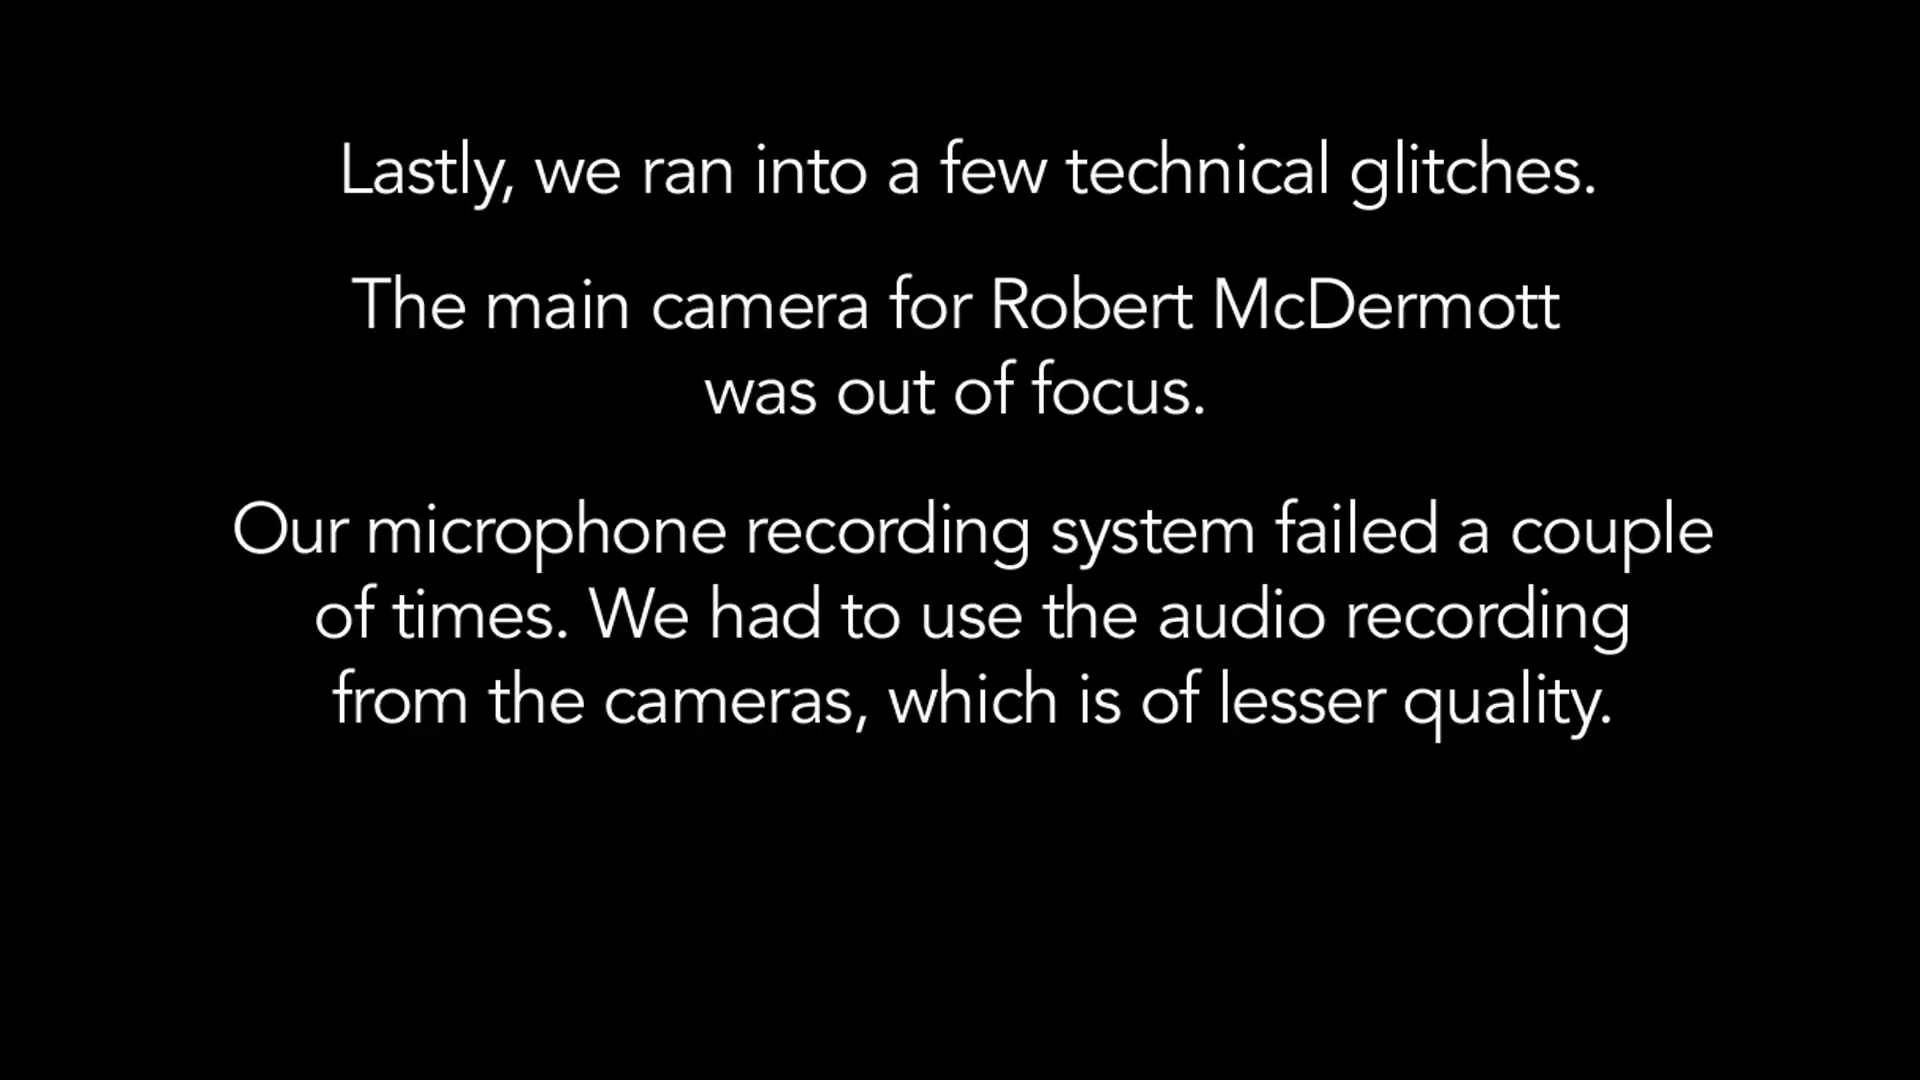 Lastly, we ran into a few technical glitches.
The main camera for Robert McDermott
was out of focus.
Our microphone recording system failed a couple
of times. We had to use the audio recording
from the cameras, which is of lesser quality.